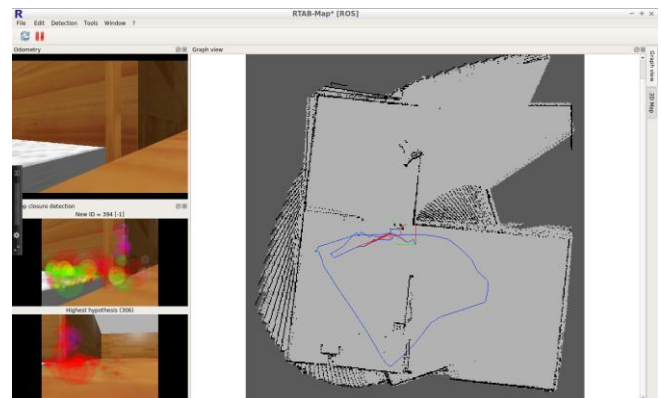 RTAB-Map* [ROS]
File Edit Detection Tools Window ?
Odometry
Graph view
Graph view
3D Map
p closure detection
New ID = 394 [-1]
Highest hypothesis (306)